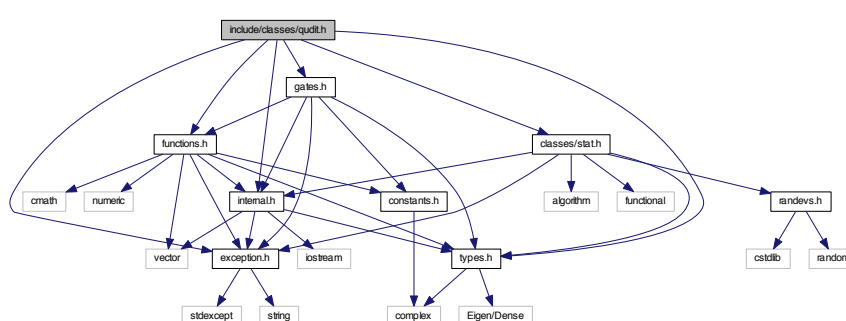 include/classes/qudit.h
gates.h
functions.h
classes/stat.h
cmath
numeric
internal.h
constants.h
algorithm
functional
randevs.h
vector
exception.h
iostream
types.h
cstdlib
random
stdexcept
string
complex
Eigen/Dense